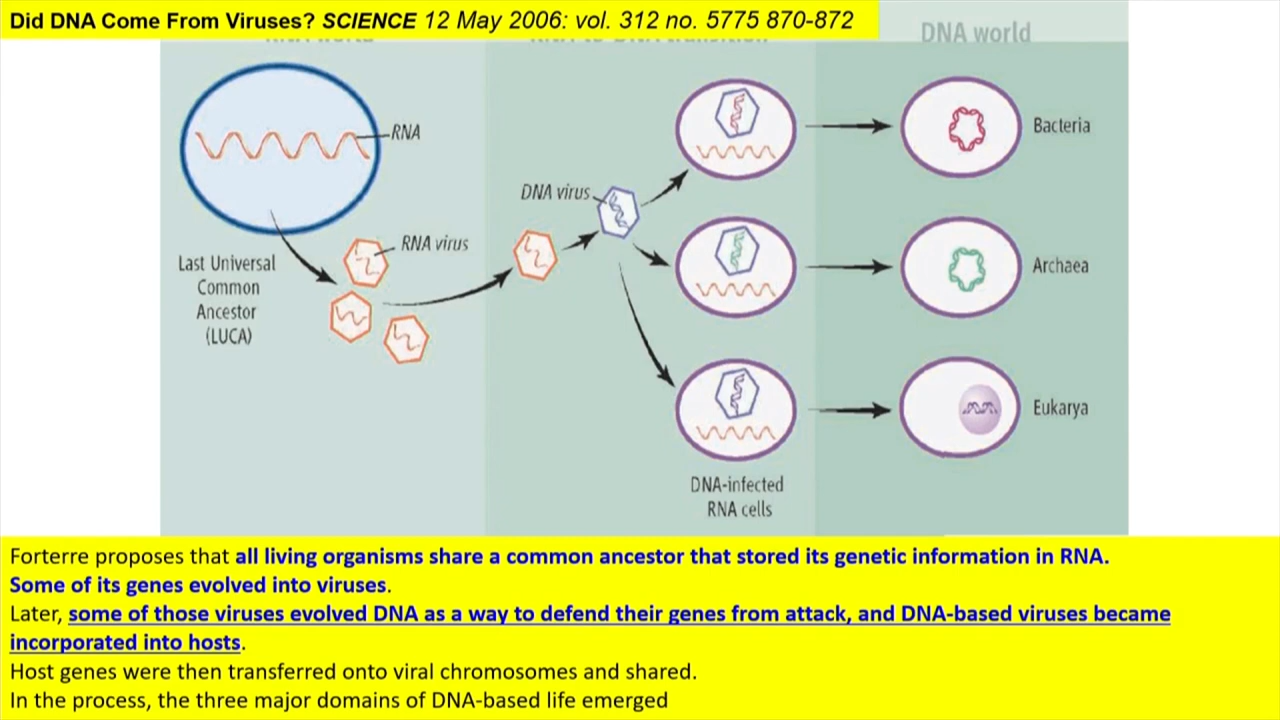 Did DNA Come From Viruses? SCIENCE 12 May 2006: vol. 312 no. 5775 870-872
DNA world
RNA
DNA virus
RNA virus
Last Universal
Common
Ancestor
(LUCA)
Bacteria
Archaea
Eukarya
DNA-infected
RNA cells
Forterre proposes that all living organisms share a common ancestor that stored its genetic information in RNA.
Some of its genes evolved into viruses.
Later, some of those viruses evolved DNA as a way to defend their genes from attack, and DNA-based viruses became
incorporated into hosts.
Host genes were then transferred onto viral chromosomes and shared.
In the process, the three major domains of DNA-based life emerged